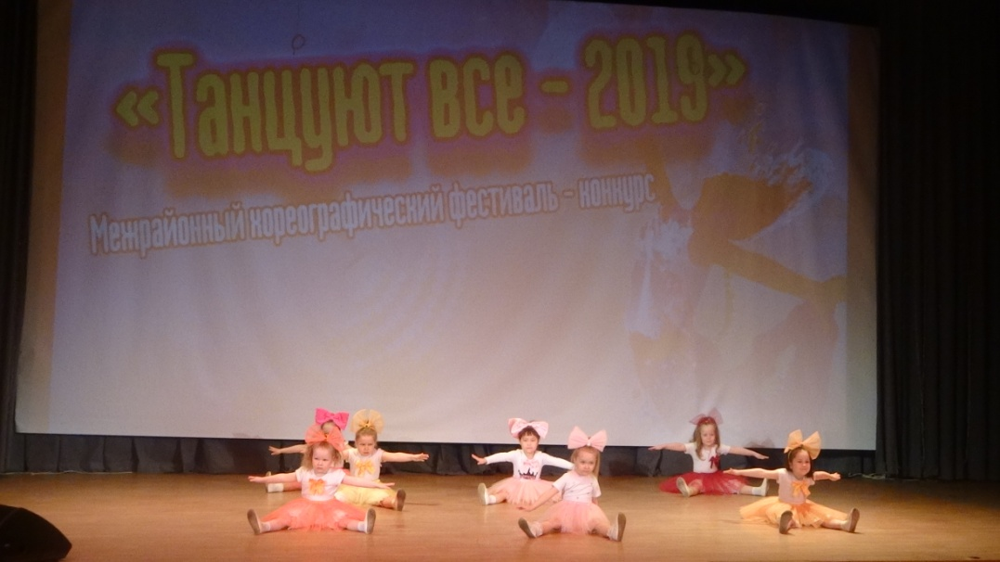 «Танцуют все - 2019»
Межрайонный хореографический фестиваль - конкурс